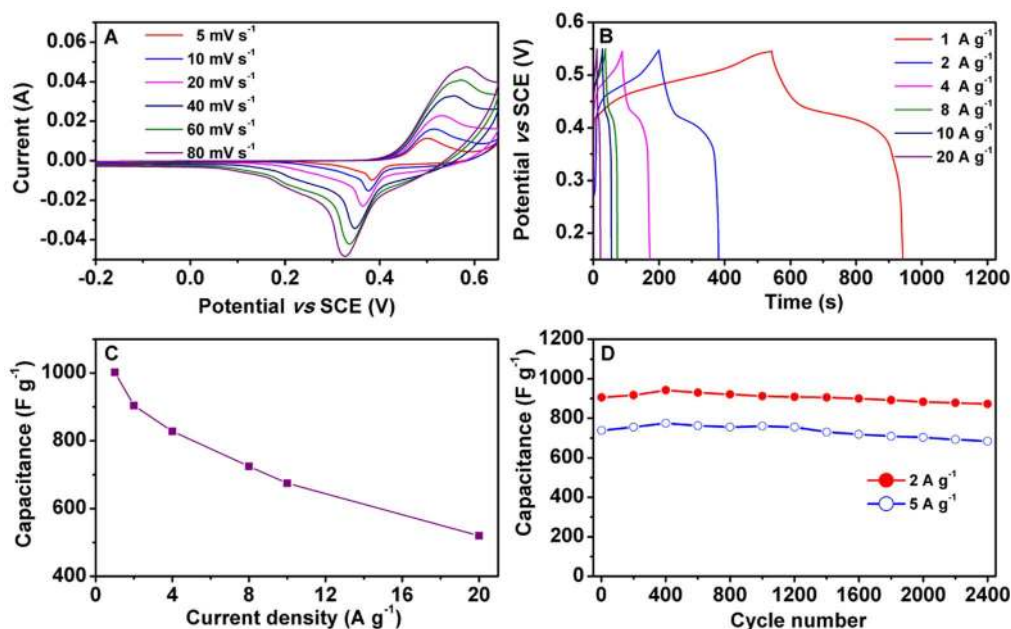 A
5 mV s⁻¹
10 mV s⁻¹
20 mV s⁻¹
40 mV s⁻¹
60 mV s⁻¹
80 mV s⁻¹
0.06
0.04
0.02
0.00
-0.02
-0.04
Current (A)
-0.2
0.0
0.2
0.4
0.6
Potential vs SCE (V)
B
1 A g⁻¹
2 A g⁻¹
4 A g⁻¹
8 A g⁻¹
10 A g⁻¹
20 A g⁻¹
0.6
0.5
0.4
0.3
0.2
Potential vs SCE (V)
0 200 400 600 800 1000 1200
Time (s)
C
1000
800
600
400
Capacitance (F g⁻¹)
0 4 8 12 16 20
Current density (A g⁻¹)
D
2 A g⁻¹
5 A g⁻¹
1200
1000
800
600
400
200
0
Capacitance (F g⁻¹)
0 400 800 1200 1600 2000 2400
Cycle number